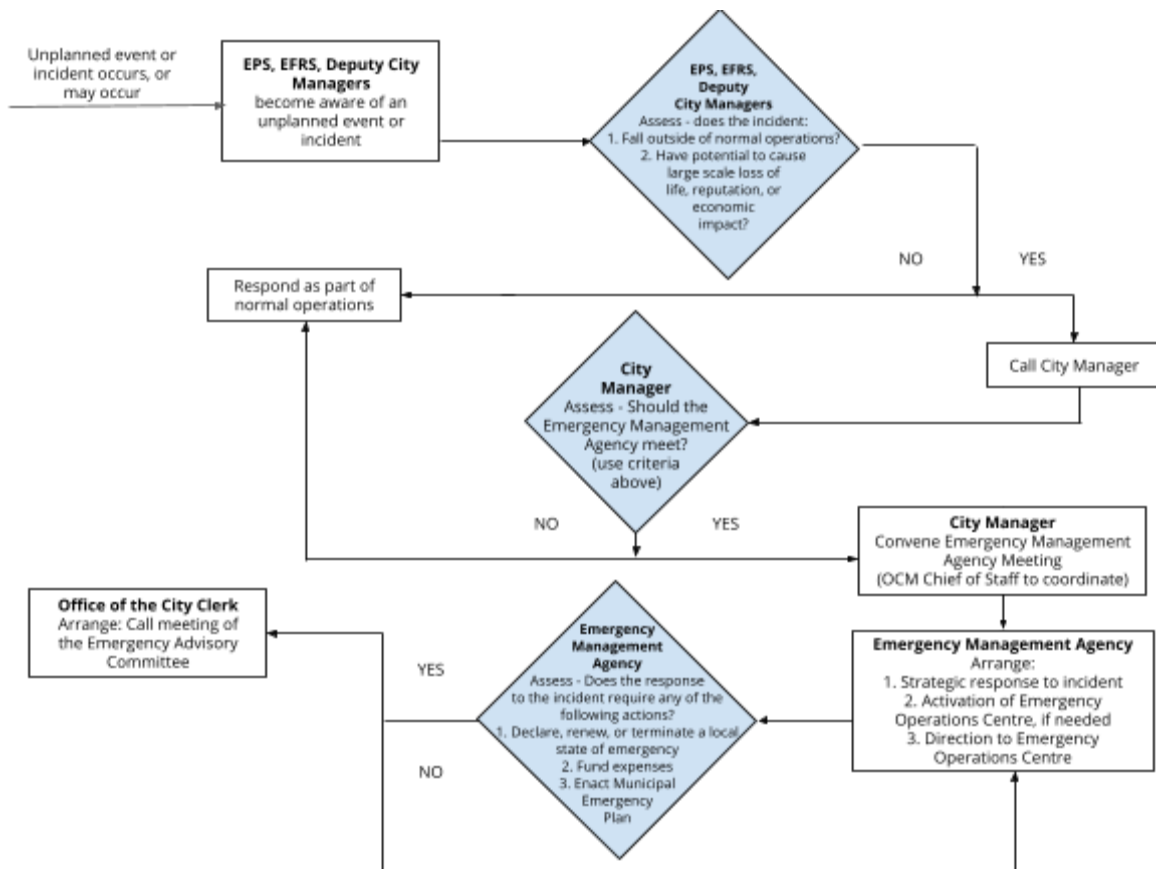 Unplanned event or
incident occurs, or
may occur
EPS, EFRS, Deputy City
Managers
become aware of an
unplanned event or
incident
EPS, EFRS,
Deputy
City Managers
Assess - does the incident:
1. Fall outside of normal operations?
2. Have potential to cause
large scale loss of
life, reputation, or
economic
impact?
NO
YES
Respond as part of
normal operations
Call City Manager
City
Manager
Assess - Should the
Emergency Management
Agency meet?
(use criteria
above)
NO
YES
City Manager
Convene Emergency Management
Agency Meeting
(OCM Chief of Staff to coordinate)
Office of the City Clerk
Arrange: Call meeting of
the Emergency Advisory
Committee
Emergency
Management
Agency
Assess - Does the response
to the incident require any of the
following actions?
1. Declare, renew, or terminate a local
state of emergency
2. Fund expenses
3. Enact Municipal
Emergency
Plan
YES
NO
Emergency Management Agency
Arrange:
1. Strategic response to incident
2. Activation of Emergency
Operations Centre, if needed
3. Direction to Emergency
Operations Centre